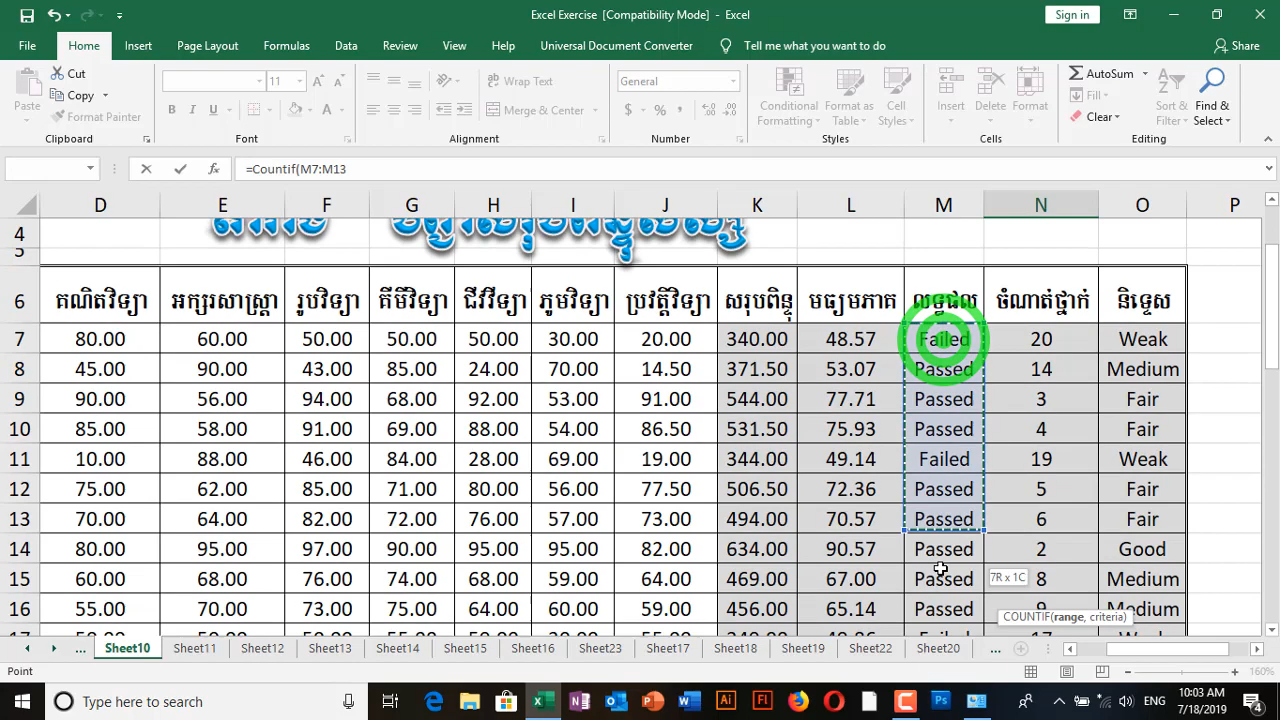 Excel Exercise [Compatibility Mode] - Excel
Sign in
File Home Insert Page Layout Formulas Data Review View Help Universal Document Converter Tell me what you want to do Share
Paste Cut Copy Format Painter Clipboard
11 Font
Wrap Text Merge & Center Alignment
General Number
Conditional Formatting Format as Table Cell Styles Styles
Insert Delete Format Cells
AutoSum Fill Clear Sort & Filter Find & Select Editing
=Countif(M7:M13
D E F G H I J K L M N O P
4
5
6 គណិតវិទ្យា អក្សរសាស្ត្រា រូបវិទ្យា គីមីវិទ្យា ជីវវិទ្យា ភូមវិទ្យា ប្រវត្តិវិទ្យា សរុបពិន្ទុ មធ្យមភាគ លទ្ធផល ចំណាត់ថ្នាក់ និទ្ទេស
7 80.00 60.00 50.00 50.00 50.00 30.00 20.00 340.00 48.57 Failed 20 Weak
8 45.00 90.00 43.00 85.00 24.00 70.00 14.50 371.50 53.07 Passed 14 Medium
9 90.00 56.00 94.00 68.00 92.00 53.00 91.00 544.00 77.71 Passed 3 Fair
10 85.00 58.00 91.00 69.00 88.00 54.00 86.50 531.50 75.93 Passed 4 Fair
11 10.00 88.00 46.00 84.00 28.00 69.00 19.00 344.00 49.14 Failed 19 Weak
12 75.00 62.00 85.00 71.00 80.00 56.00 77.50 506.50 72.36 Passed 5 Fair
13 70.00 64.00 82.00 72.00 76.00 57.00 73.00 494.00 70.57 Passed 6 Fair
14 80.00 95.00 97.00 90.00 95.00 95.00 82.00 634.00 90.57 Passed 2 Good
15 60.00 68.00 76.00 74.00 68.00 59.00 64.00 469.00 67.00 Passed 7R x 1C 8 Medium
16 55.00 70.00 73.00 75.00 64.00 60.00 59.00 456.00 65.14 Passed 9 Medium
COUNTIF(range, criteria)
... Sheet10 Sheet11 Sheet12 Sheet13 Sheet14 Sheet15 Sheet16 Sheet23 Sheet17 Sheet18 Sheet19 Sheet22 Sheet20 ...
Point 160%
Type here to search
ENG 10:03 AM 7/18/2019 4